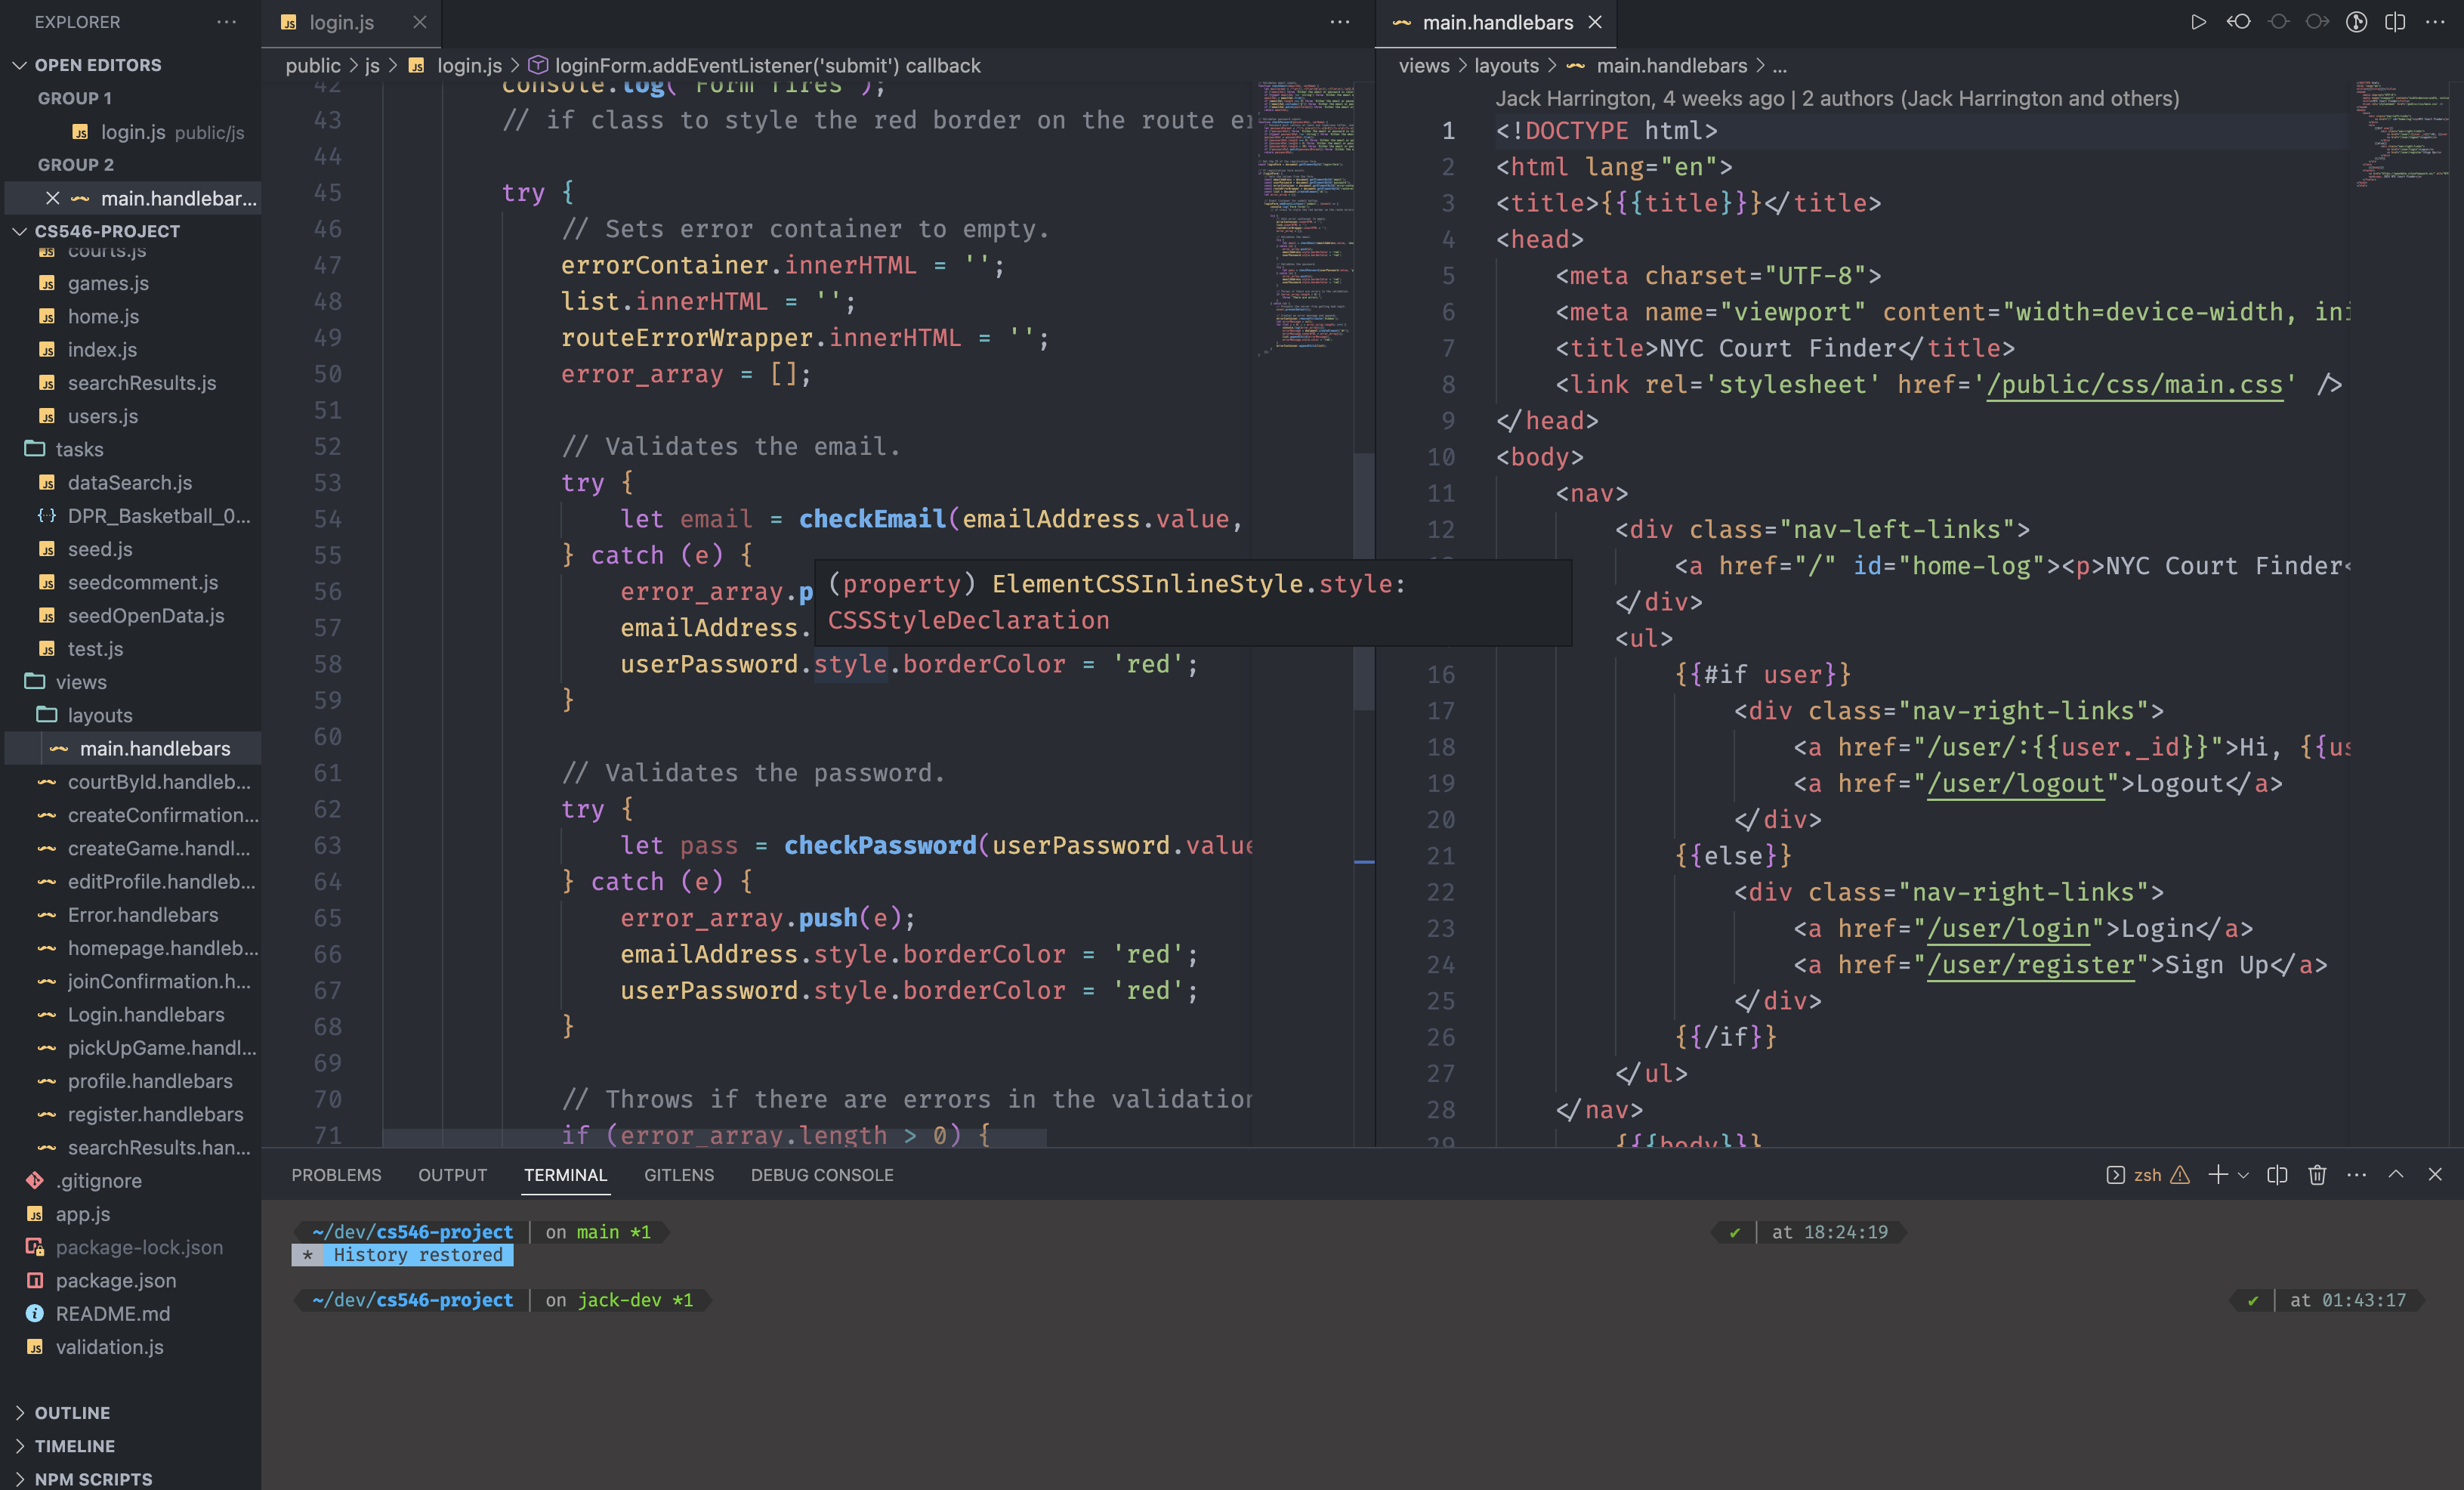 EXPLORER
OPEN EDITORS
GROUP 1
login.js public/js
GROUP 2
main.handlebar...
CS546-PROJECT
courts.js
games.js
home.js
index.js
searchResults.js
users.js
tasks
dataSearch.js
DPR_Basketball_0...
seed.js
seedcomment.js
seedOpenData.js
test.js
views
layouts
main.handlebars
courtById.handleb...
createConfirmation...
createGame.handl...
editProfile.handleb...
Error.handlebars
homepage.handleb...
joinConfirmation.h...
Login.handlebars
pickUpGame.handl...
profile.handlebars
register.handlebars
searchResults.han...
.gitignore
app.js
package-lock.json
package.json
README.md
validation.js
OUTLINE
TIMELINE
NPM SCRIPTS
login.js
public > js > login.js > loginForm.addEventListener('submit') callback
42 console.log("Form fires");
43 // if class to style the red border on the route er
44
45 try {
46 // Sets error container to empty.
47 errorContainer.innerHTML = '';
48 list.innerHTML = '';
49 routeErrorWrapper.innerHTML = '';
50 error_array = [];
51
52 // Validates the email.
53 try {
54 let email = checkEmail(emailAddress.value,
55 } catch (e) {
56 error_array.p
57 emailAddress.
(property) ElementCSSInlineStyle.style:
CSSStyleDeclaration
58 userPassword.style.borderColor = 'red';
59 }
60
61 // Validates the password.
62 try {
63 let pass = checkPassword(userPassword.value
64 } catch (e) {
65 error_array.push(e);
66 emailAddress.style.borderColor = 'red';
67 userPassword.style.borderColor = 'red';
68 }
69
70 // Throws if there are errors in the validation
71 if (error_array.length > 0) {
main.handlebars
views > layouts > main.handlebars > ...
Jack Harrington, 4 weeks ago | 2 authors (Jack Harrington and others)
1 <!DOCTYPE html>
2 <html lang="en">
3 <title>{{{title}}}</title>
4 <head>
5 <meta charset="UTF-8">
6 <meta name="viewport" content="width=device-width, ini
7 <title>NYC Court Finder</title>
8 <link rel='stylesheet' href='/public/css/main.css' />
9 </head>
10 <body>
11 <nav>
12 <div class="nav-left-links">
<a href="/" id="home-log"><p>NYC Court Finder<
</div>
<ul>
16 {{#if user}}
17 <div class="nav-right-links">
18 <a href="/user/:{{user._id}}">Hi, {{us
19 <a href="/user/logout">Logout</a>
20 </div>
21 {{else}}
22 <div class="nav-right-links">
23 <a href="/user/login">Login</a>
24 <a href="/user/register">Sign Up</a>
25 </div>
26 {{/if}}
27 </ul>
28 </nav>
29 {{{body}}}
PROBLEMS OUTPUT TERMINAL GITLENS DEBUG CONSOLE
zsh
~/dev/cs546-project | on main *1 ✔ | at 18:24:19
* History restored
~/dev/cs546-project | on jack-dev *1 ✔ | at 01:43:17